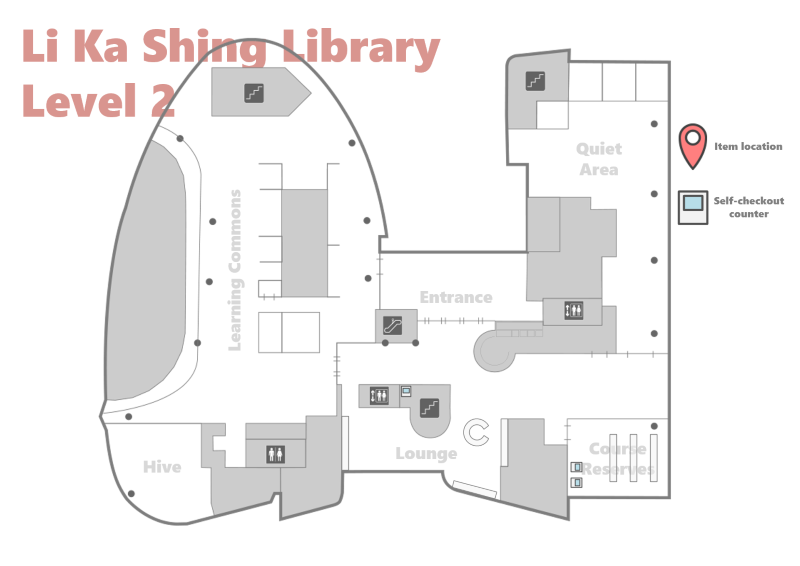 Li Ka Shing Library
Level 2
Item location
Quiet
Area
Self-checkout
counter
Learning Commons
Entrance
Lounge
Hive
Course
Reserves